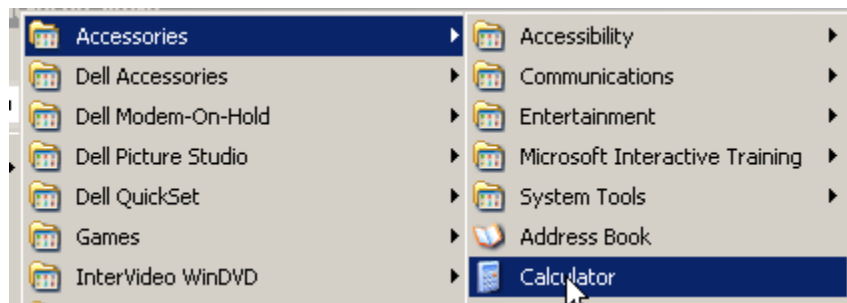 Accessories
Dell Accessories
Dell Modem-On-Hold
Dell Picture Studio
Dell QuickSet
Games
InterVideo WinDVD
Accessibility
Communications
Entertainment
Microsoft Interactive Training
System Tools
Address Book
Calculator